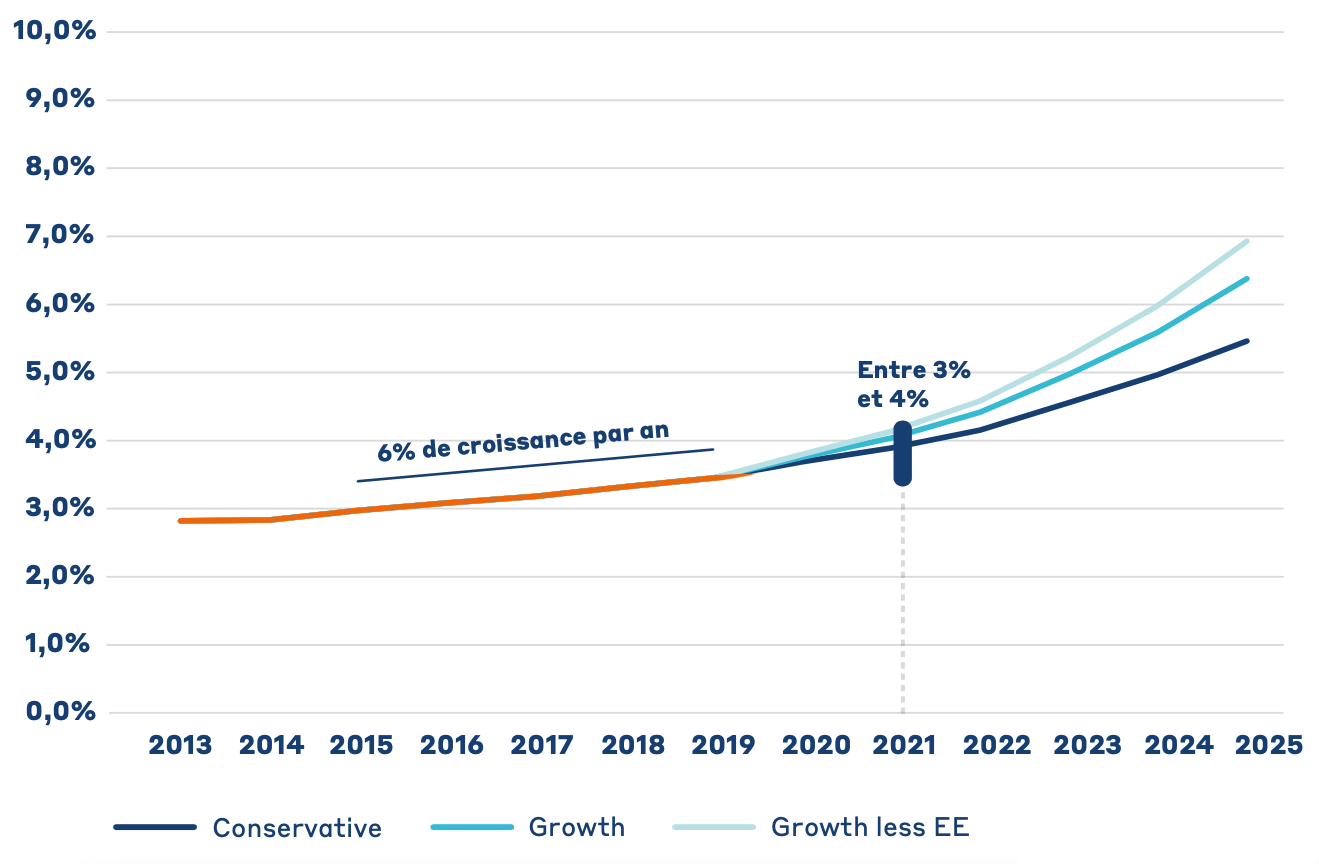 10,0%
9,0%
8,0%
7,0%
6,0%
5,0%
4,0%
3,0%
2,0%
1,0%
0,0%
6% de croissance par an
Entre 3%
et 4%
2013 2014 2015 2016 2017 2018 2019 2020 2021 2022 2023 2024 2025
Conservative Growth Growth less EE